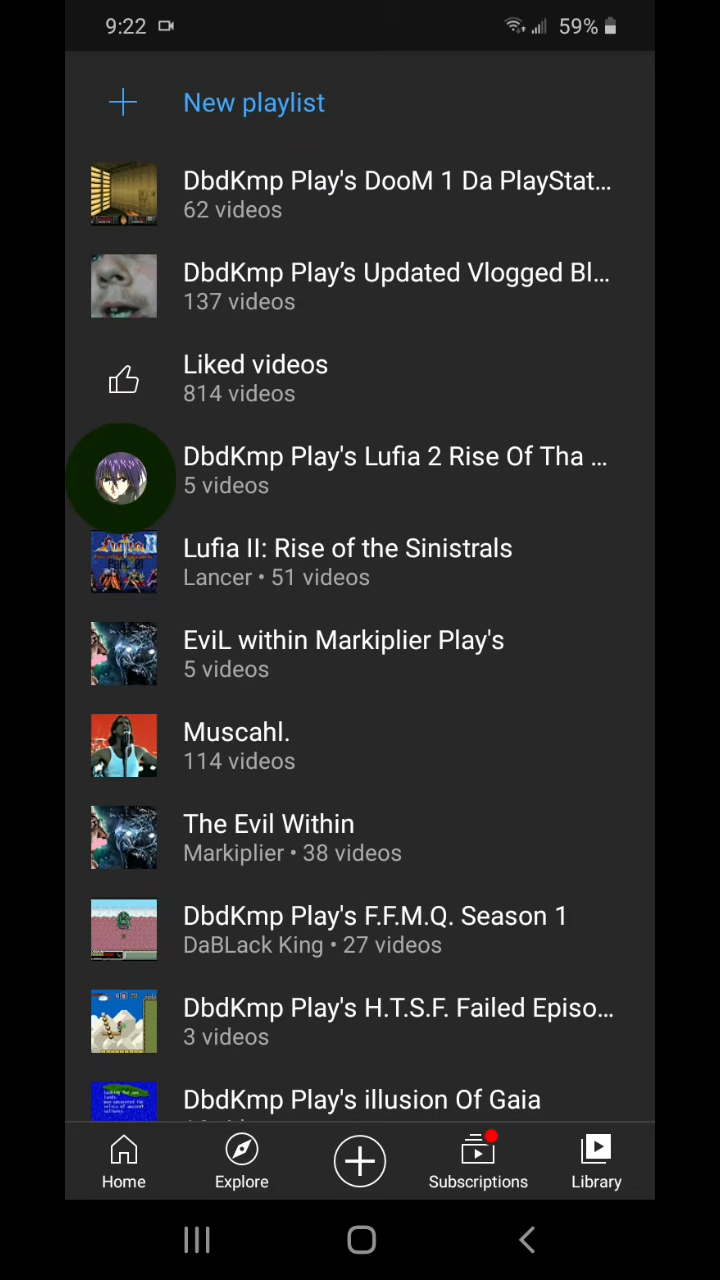 9:22
59%
New playlist
DbdKmp Play's DooM 1 Da PlayStat...
62 videos
DbdKmp Play’s Updated Vlogged Bl...
137 videos
Liked videos
814 videos
DbdKmp Play's Lufia 2 Rise Of Tha ...
5 videos
Lufia II: Rise of the Sinistrals
Lancer • 51 videos
EviL within Markiplier Play's
5 videos
Muscahl.
114 videos
The Evil Within
Markiplier • 38 videos
DbdKmp Play's F.F.M.Q. Season 1
DaBLack King • 27 videos
DbdKmp Play's H.T.S.F. Failed Episo...
3 videos
DbdKmp Play's illusion Of Gaia
Home
Explore
Subscriptions
Library